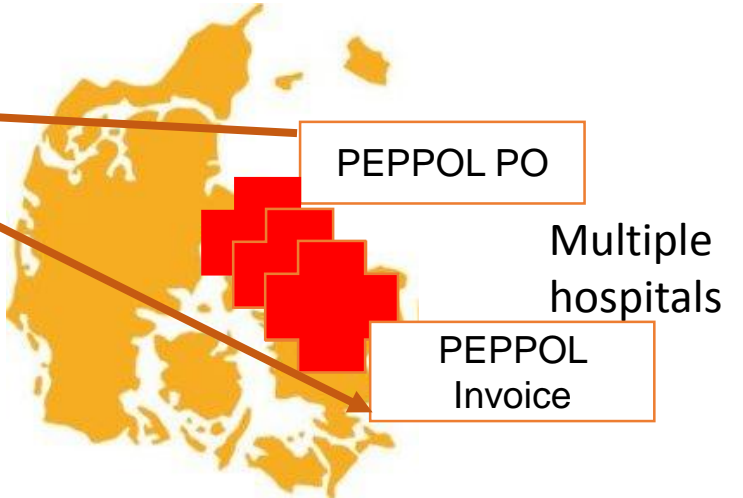 PEPPOL PO
Multiple
hospitals
PEPPOL
Invoice